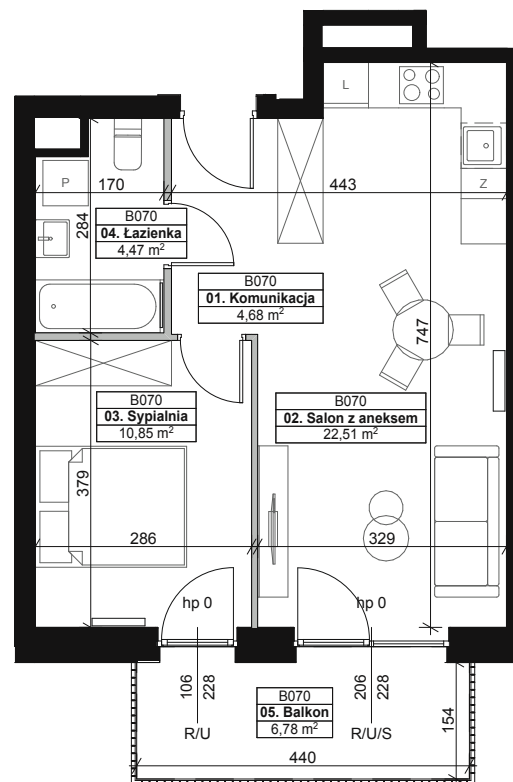 L
P
170
443
Z
284
B070
04. Łazienka
4,47 m²
B070
01. Komunikacja
4,68 m²
747
B070
03. Sypialnia
10,85 m²
B070
02. Salon z aneksem
22,51 m²
379
286
329
hp 0
hp 0
106
228
206
228
B070
05. Balkon
6,78 m²
154
R/U
R/U/S
440